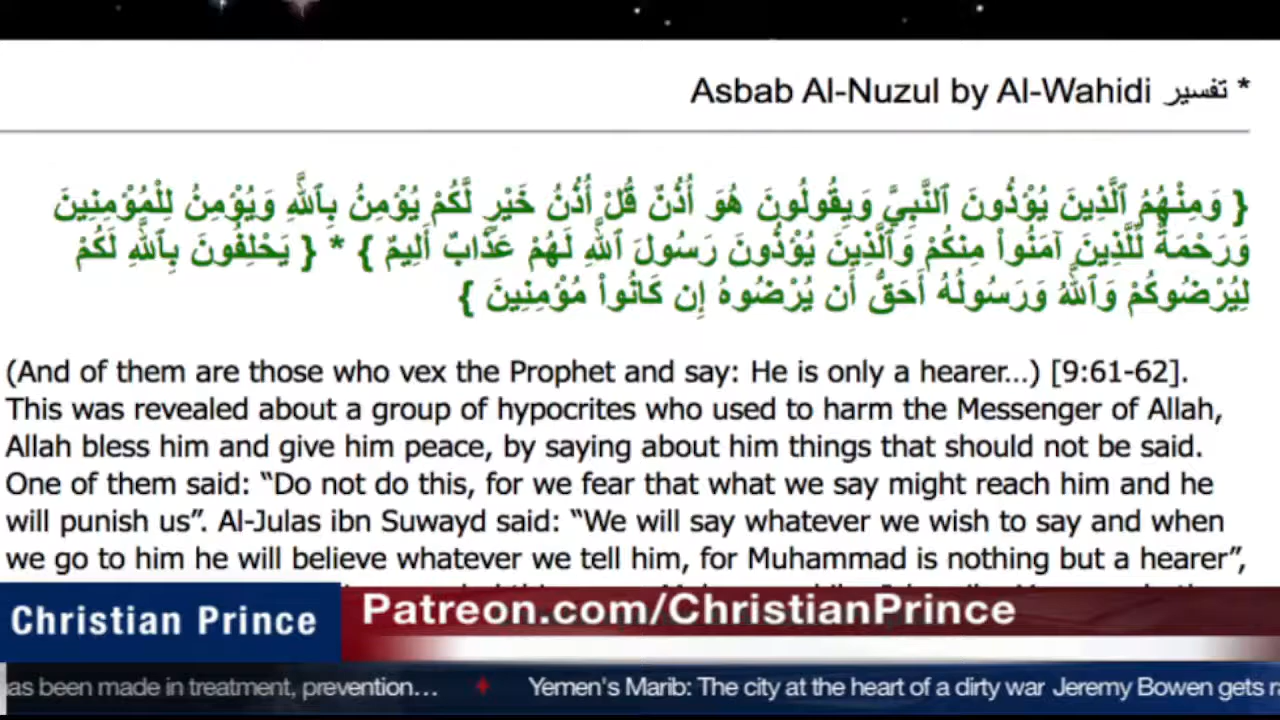 * تفسير Asbab Al-Nuzul by Al-Wahidi
{ وَمِنْهُمُ ٱلَّذِينَ يُؤْذُونَ ٱلنَّبِيَّ وَيِقُولُونَ هُوَ أُذُنٌ قُلْ أُذُنُ خَيْرٍ لَّكُمْ يُؤْمِنُ بِٱللَّهِ وَيُؤْمِنُ لِلْمُؤْمِنِينَ
وَرَحْمَةٌ لِّلَّذِينَ آمَنُواْ مِنكُمْ وَٱلَّذِينَ يُؤْذُونَ رَسُولَ ٱللَّهِ لَهُمْ عَذَابٌ أَلِيمٌ } * { يَحْلِفُونَ بِٱللَّهِ لَكُمْ
لِيُرْضُوكُمْ وَٱللَّهُ وَرَسُولُهُ أَحَقُّ أَن يُرْضُوهُ إِن كَانُواْ مُؤْمِنِينَ }
(And of them are those who vex the Prophet and say: He is only a hearer...) [9:61-62].
This was revealed about a group of hypocrites who used to harm the Messenger of Allah,
Allah bless him and give him peace, by saying about him things that should not be said.
One of them said: “Do not do this, for we fear that what we say might reach him and he
will punish us”. Al-Julas ibn Suwayd said: “We will say whatever we wish to say and when
we go to him he will believe whatever we tell him, for Muhammad is nothing but a hearer”,
Christian Prince
Patreon.com/ChristianPrince
as been made in treatment, prevention... Yemen's Marib: The city at the heart of a dirty war Jeremy Bowen gets